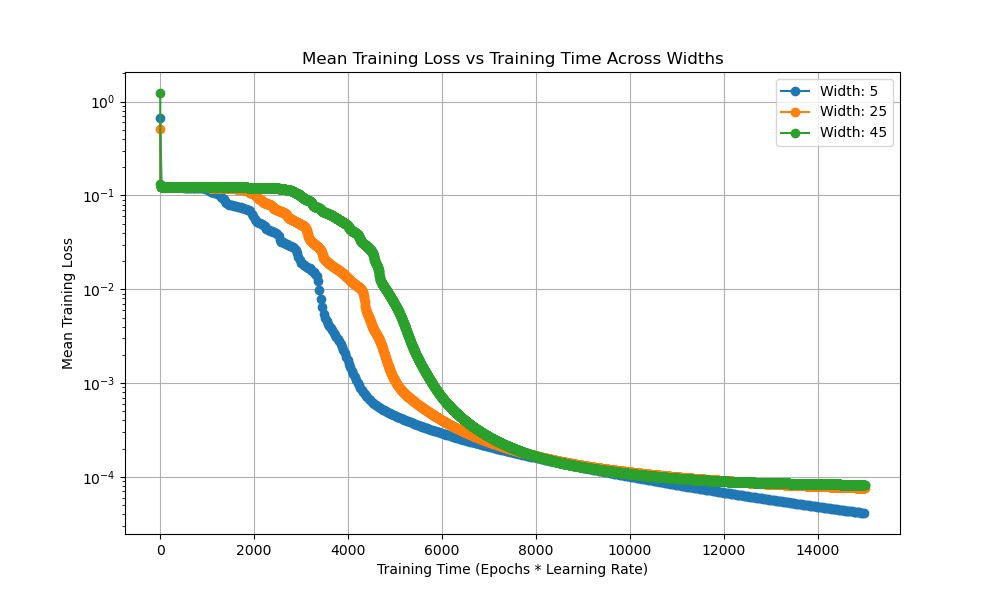 Mean Training Loss vs Training Time Across Widths
Width: 5
Width: 25
Width: 45
Mean Training Loss
10⁰
10⁻¹
10⁻²
10⁻³
10⁻⁴
0 2000 4000 6000 8000 10000 12000 14000
Training Time (Epochs * Learning Rate)